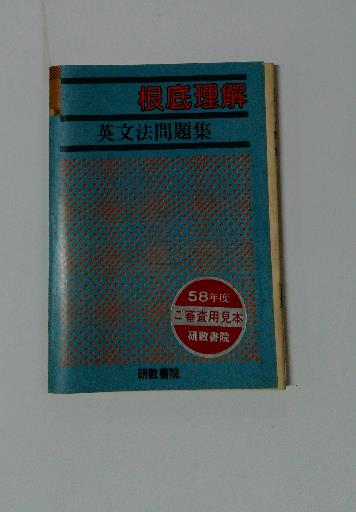 根底理解
英文法問題集
58年度
ご審査用見本
研数書院
研数書院